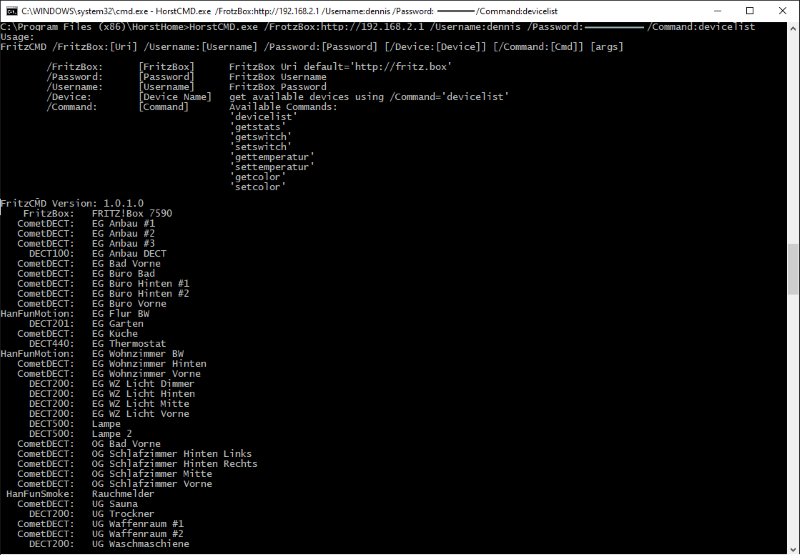 C:\WINDOWS\system32\cmd.exe - HorstCMD.exe /FrotzBox:http://192.168.2.1 /Username:dennis /Password: /Command:devicelist
C:\Program Files (x86)\HorstHome>HorstCMD.exe /FrotzBox:http://192.168.2.1 /Username:dennis /Password: /Command:devicelist
Usage:
FritzCMD /FritzBox:[Uri] /Username:[Username] /Password:[Password] [/Device:[Device]] [/Command:[Cmd]] [args]
/FritzBox: [FritzBox] FritzBox Uri default='http://fritz.box'
/Password: [Password] FritzBox Username
/Username: [Username] FritzBox Password
/Device: [Device Name] get available devices using /Command='devicelist'
/Command: [Command] Available Commands:
'devicelist'
'getstats'
'getswitch'
'setswitch'
'gettemperatur'
'settemperatur'
'getcolor'
'setcolor'
FritzCMD Version: 1.0.1.0
FritzBox: FRITZ!Box 7590
CometDECT: EG Anbau #1
CometDECT: EG Anbau #2
CometDECT: EG Anbau #3
DECT100: EG Anbau DECT
CometDECT: EG Bad Vorne
CometDECT: EG Büro Bad
CometDECT: EG Büro Hinten #1
CometDECT: EG Büro Hinten #2
CometDECT: EG Büro Vorne
HanFunMotion: EG Flur BW
DECT201: EG Garten
CometDECT: EG Küche
DECT440: EG Thermostat
HanFunMotion: EG Wohnzimmer BW
CometDECT: EG Wohnzimmer Hinten
CometDECT: EG Wohnzimmer Vorne
DECT200: EG WZ Licht Dimmer
DECT200: EG WZ Licht Hinten
DECT200: EG WZ Licht Mitte
DECT200: EG WZ Licht Vorne
DECT500: Lampe
DECT500: Lampe 2
CometDECT: OG Bad Vorne
CometDECT: OG Schlafzimmer Hinten Links
CometDECT: OG Schlafzimmer Hinten Rechts
CometDECT: OG Schlafzimmer Mitte
CometDECT: OG Schlafzimmer Vorne
HanFunSmoke: Rauchmelder
CometDECT: UG Sauna
DECT200: UG Trockner
CometDECT: UG Waffenraum #1
CometDECT: UG Waffenraum #2
DECT200: UG Waschmaschiene